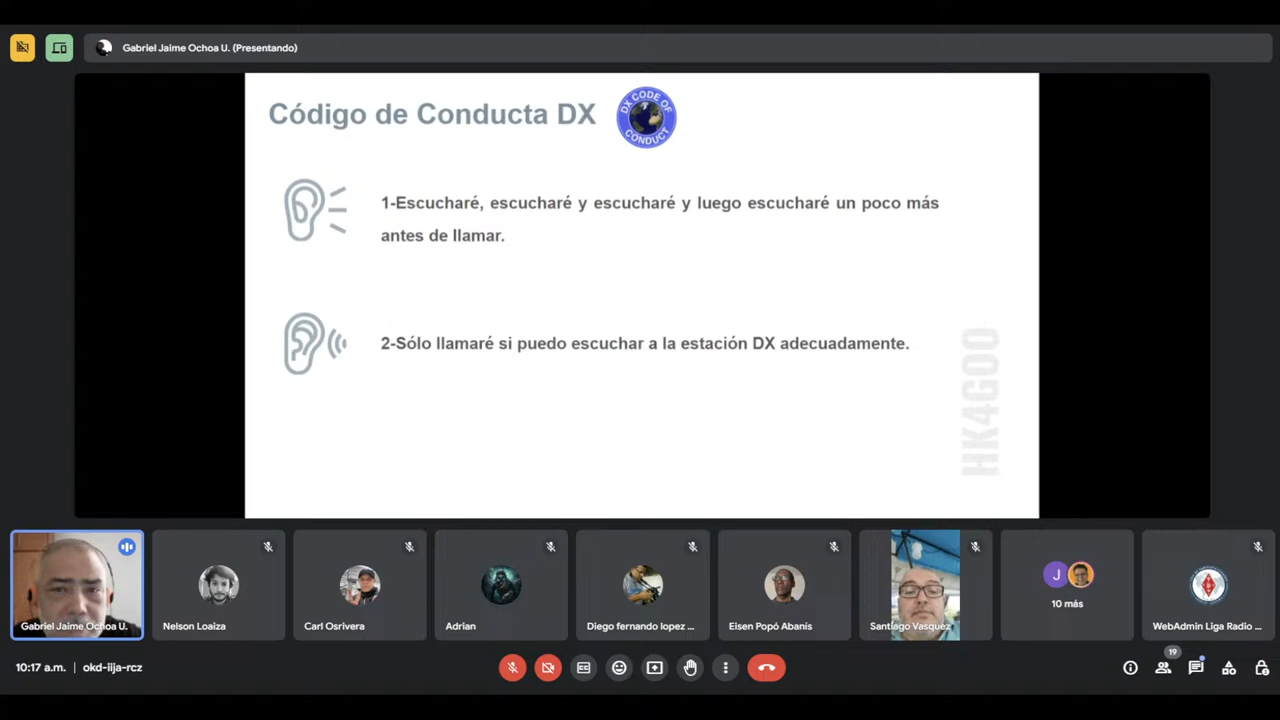 Gabriel Jaime Ochoa U. (Presentando)
Código de Conducta DX
DX CODE OF
CONDUCT
1-Escucharé, escucharé y escucharé y luego escucharé un poco más
antes de llamar.
2-Sólo llamaré si puedo escuchar a la estación DX adecuadamente.
HK4GOO
Gabriel Jaime Ochoa U.
Nelson Loaiza
Carl Osrivera
Adrian
Diego fernando lopez ...
Eisen Popó Abanís
Santiago Vasquez
J
10 más
WebAdmin Liga Radio ...
10:17 a.m.
okd-iija-rcz
19